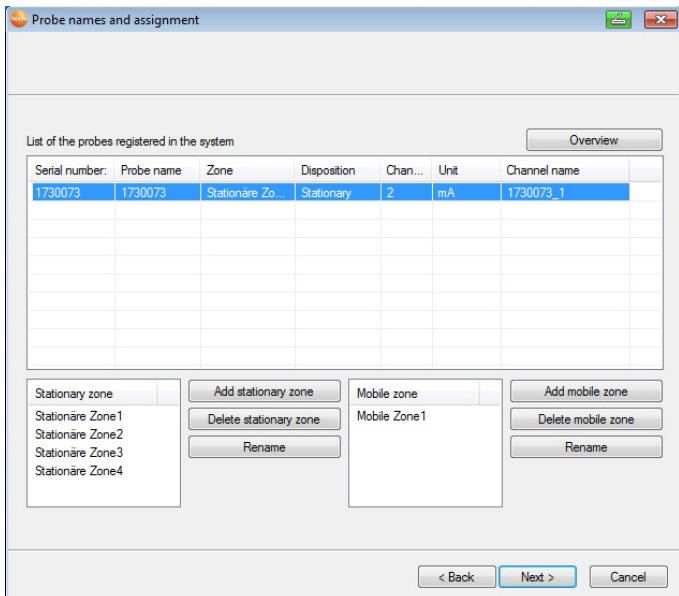 Probe names and assignment
List of the probes registered in the system
Overview
Serial number: Probe name Zone Disposition Chan... Unit Channel name
1730073 1730073 Stationäre Zo... Stationary 2 mA 1730073_1
Stationary zone
Stationäre Zone1
Stationäre Zone2
Stationäre Zone3
Stationäre Zone4
Add stationary zone
Delete stationary zone
Rename
Mobile zone
Mobile Zone1
Add mobile zone
Delete mobile zone
Rename
< Back Next > Cancel